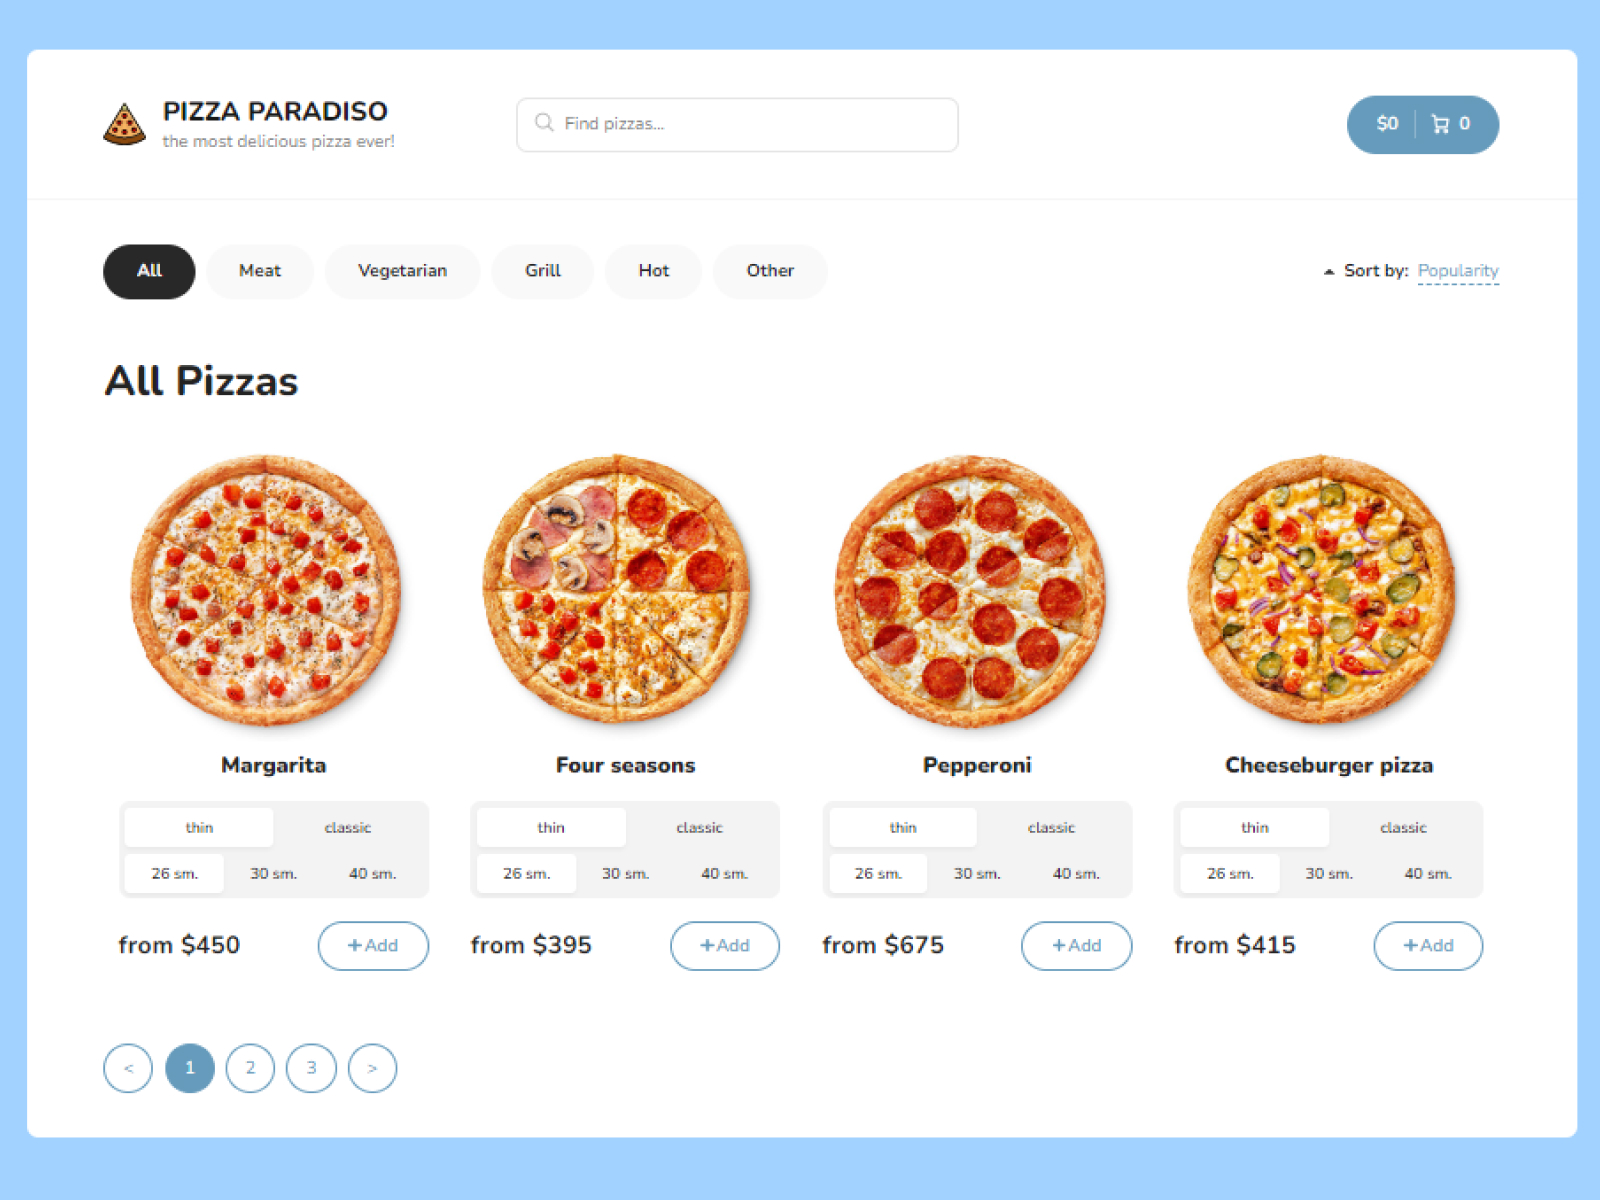 PIZZA PARADISO
the most delicious pizza ever!
Find pizzas...
$0 0
All Meat Vegetarian Grill Hot Other
Sort by: Popularity
All Pizzas
Margarita Four seasons Pepperoni Cheeseburger pizza
thin classic thin classic thin classic thin classic
26 sm. 30 sm. 40 sm. 26 sm. 30 sm. 40 sm. 26 sm. 30 sm. 40 sm. 26 sm. 30 sm. 40 sm.
from $450 +Add from $395 +Add from $675 +Add from $415 +Add
< 1 2 3 >